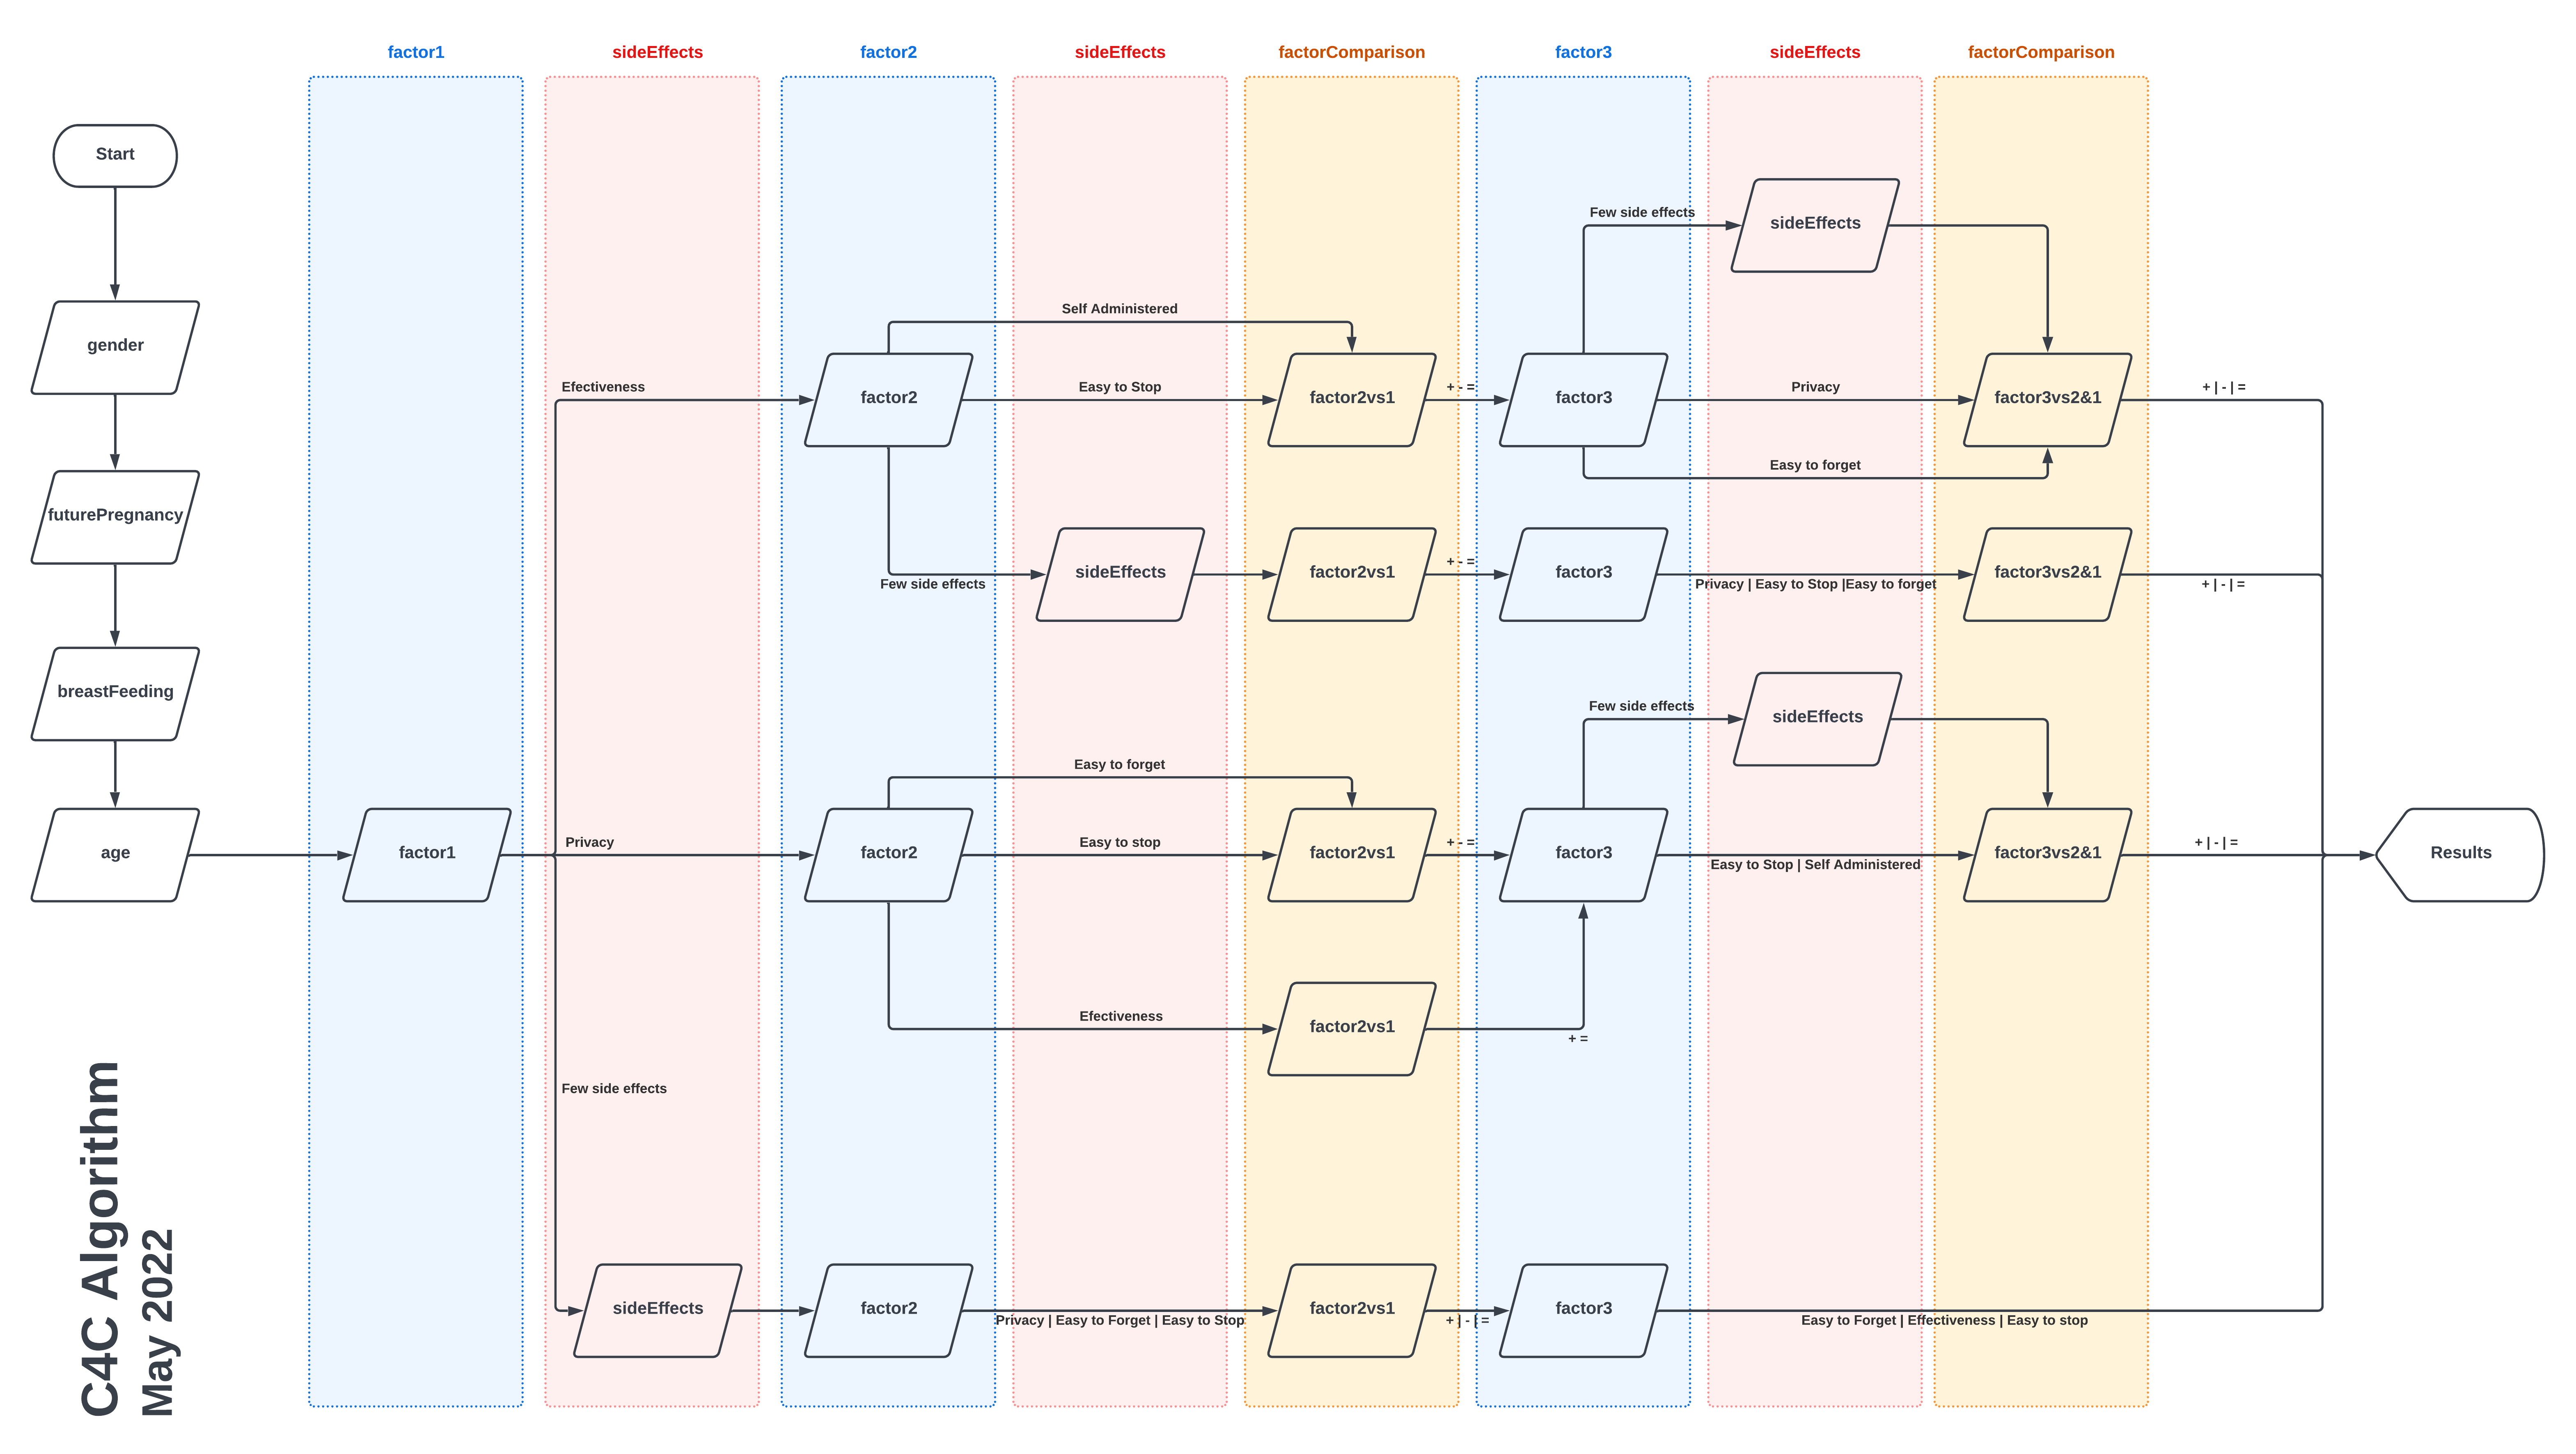 factor1
sideEffects
factor2
sideEffects
factorComparison
factor3
sideEffects
factorComparison
Start
gender
futurePregnancy
breastFeeding
age
factor1
Efectiveness
Privacy
Few side effects
sideEffects
factor2
Self Administered
Easy to Stop
Few side effects
sideEffects
factor2vs1
+ - =
factor3
Few side effects
sideEffects
Privacy
Easy to forget
factor3vs2&1
+ | - | =
factor2vs1
+ - =
factor3
Privacy | Easy to Stop |Easy to forget
factor3vs2&1
+ | - | =
factor2
Easy to forget
Easy to stop
Efectiveness
factor2vs1
+ - =
factor2vs1
+ =
factor3
Few side effects
sideEffects
Easy to Stop | Self Administered
factor3vs2&1
+ | - | =
Results
factor2
Privacy | Easy to Forget | Easy to Stop
factor2vs1
+ | - | =
factor3
Easy to Forget | Effectiveness | Easy to stop
C4C Algorithm
May 2022